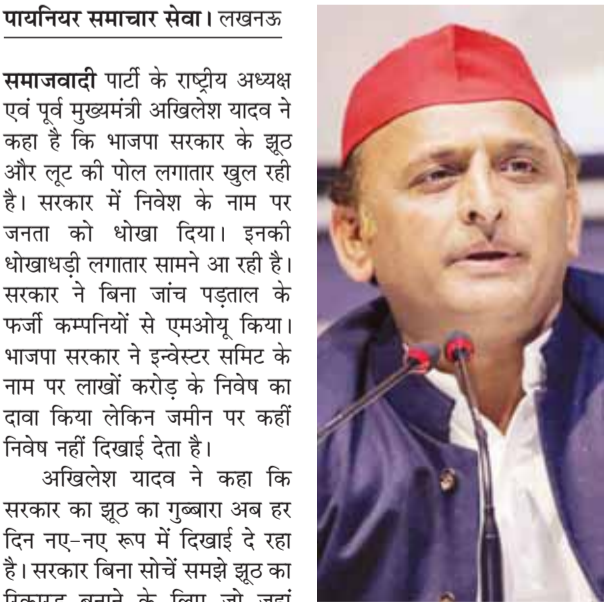 पायनियर समाचार सेवा। लखनऊ
समाजवादी पार्टी के राष्ट्रीय अध्यक्ष
एवं पूर्व मुख्यमंत्री अखिलेश यादव ने
कहा है कि भाजपा सरकार के झूठ
और लूट की पोल लगातार खुल रही
है। सरकार में निवेश के नाम पर
जनता को धोखा दिया। इनकी
धोखाधड़ी लगातार सामने आ रही है।
सरकार ने बिना जांच पड़ताल के
फर्जी कम्पनियों से एमओयू किया।
भाजपा सरकार ने इन्वेस्टर समिट के
नाम पर लाखों करोड़ के निवेष का
दावा किया लेकिन जमीन पर कहीं
निवेष नहीं दिखाई देता है।
अखिलेश यादव ने कहा कि
सरकार का झूठ का गुब्बारा अब हर
दिन नए-नए रूप में दिखाई दे रहा
है। सरकार बिना सोचें समझे झूठ का